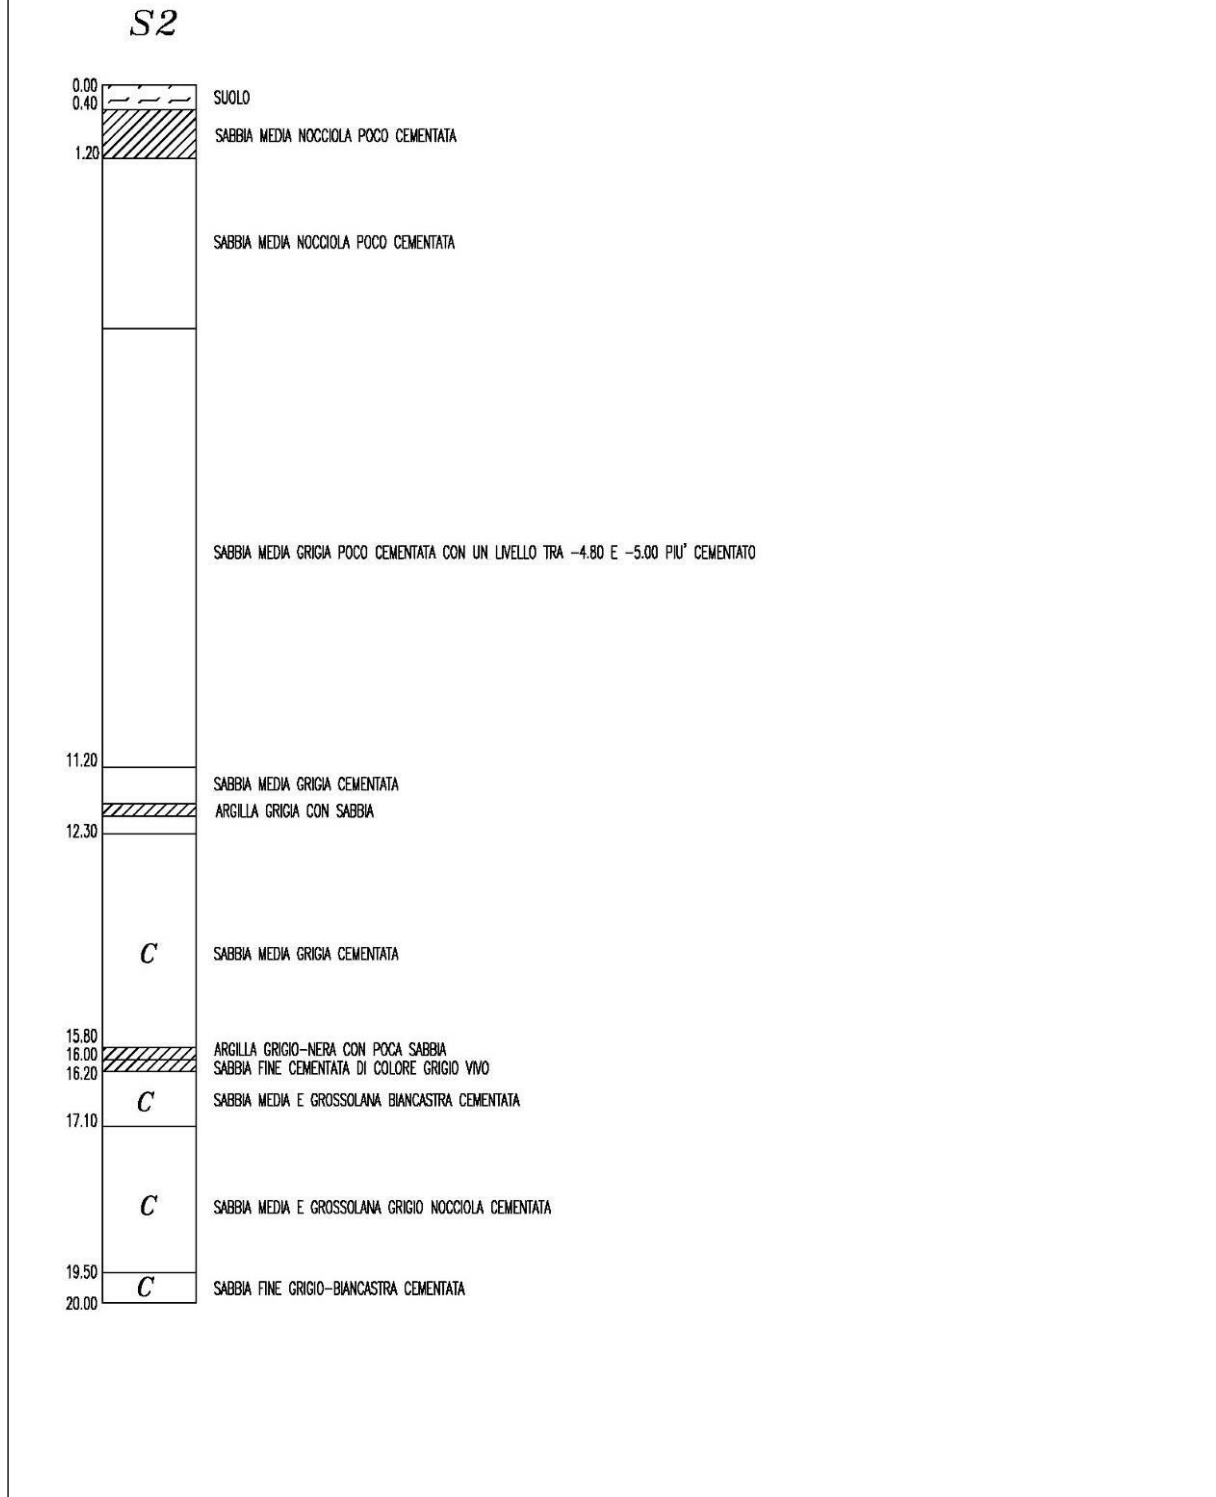 S2
0.00
0.40
SUOLO
SABBIA MEDIA NOCCIOLA POCO CEMENTATA
1.20
SABBIA MEDIA NOCCIOLA POCO CEMENTATA
SABBIA MEDIA GRIGIA POCO CEMENTATA CON UN LIVELLO TRA -4.80 E -5.00 PIU' CEMENTATO
11.20
SABBIA MEDIA GRIGIA CEMENTATA
ARGILLA GRIGIA CON SABBIA
12.30
C SABBIA MEDIA GRIGIA CEMENTATA
15.80
ARGILLA GRIGIO-NERA CON POCA SABBIA
16.00
SABBIA FINE CEMENTATA DI COLORE GRIGIO VIVO
16.20
C SABBIA MEDIA E GROSSOLANA BIANCASTRA CEMENTATA
17.10
C SABBIA MEDIA E GROSSOLANA GRIGIO NOCCIOLA CEMENTATA
19.50
C SABBIA FINE GRIGIO-BIANCASTRA CEMENTATA
20.00